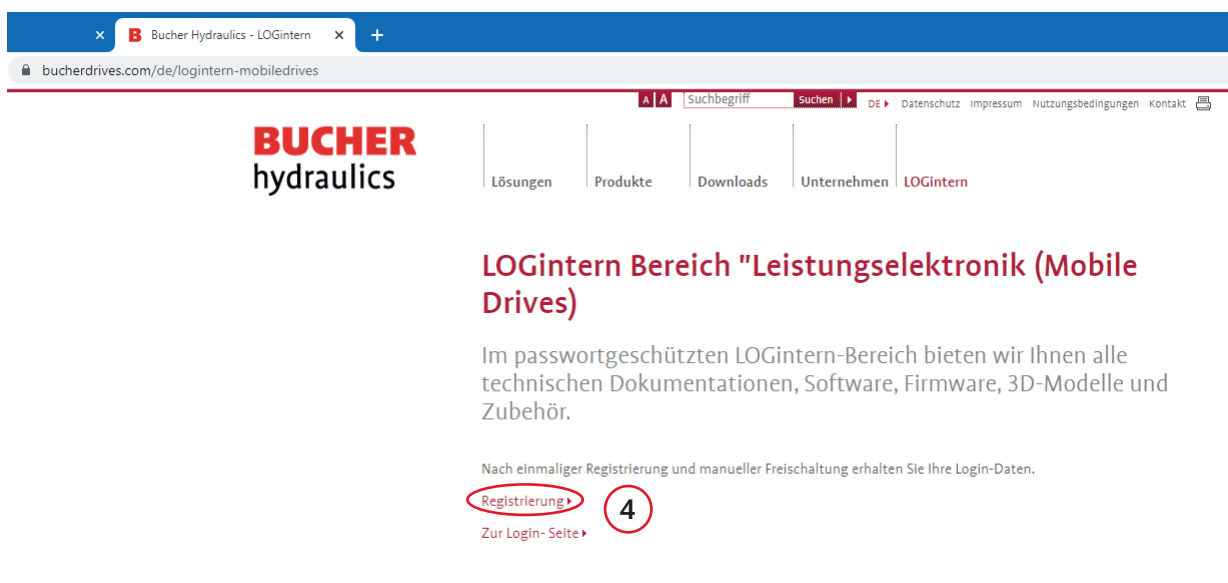 Bucher Hydraulics - LOGintern
bucherdrives.com/de/logintern-mobiledrives
A A Suchbegriff Suchen DE Datenschutz Impressum Nutzungsbedingungen Kontakt
BUCHER
hydraulics
Lösungen Produkte Downloads Unternehmen LOGintern
LOGintern Bereich "Leistungselektronik (Mobile
Drives)
Im passwortgeschützten LOGintern-Bereich bieten wir Ihnen alle
technischen Dokumentationen, Software, Firmware, 3D-Modelle und
Zubehör.
Nach einmaliger Registrierung und manueller Freischaltung erhalten Sie Ihre Login-Daten.
Registrierung 4
Zur Login- Seite